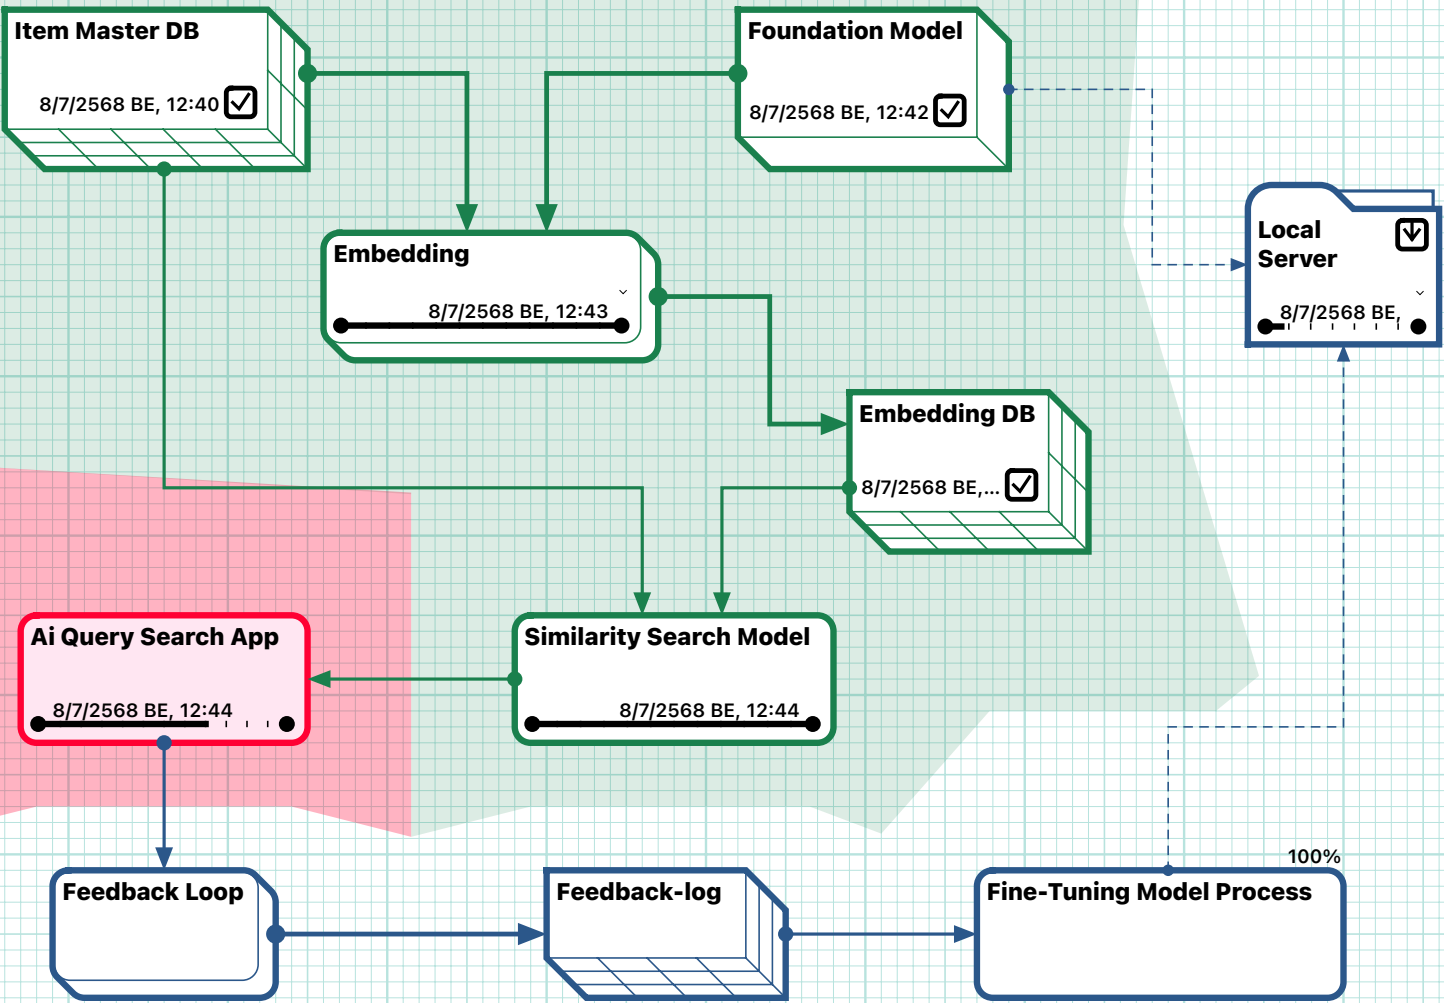 Item Master DB
8/7/2568 BE, 12:40
Foundation Model
8/7/2568 BE, 12:42
Local
Server
8/7/2568 BE,
Embedding
8/7/2568 BE, 12:43
Embedding DB
8/7/2568 BE,...
Ai Query Search App
8/7/2568 BE, 12:44
Similarity Search Model
8/7/2568 BE, 12:44
100%
Feedback Loop
Feedback-log
Fine-Tuning Model Process